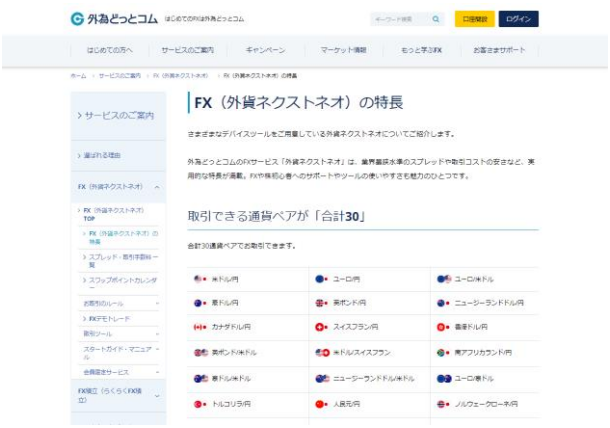 外為どっとコム はじめてのFXは外為どっとコム
キーワード検索 口座開設 ログイン
はじめての方へ サービスのご案内 キャンペーン マーケット情報 もっと学ぶFX お客さまサポート
ホーム > サービスのご案内 > FX（外貨ネクストネオ） > FX（外貨ネクストネオ）の特長
サービスのご案内
選ばれる理由
FX（外貨ネクストネオ）
FX（外貨ネクストネオ）
TOP
FX（外貨ネクストネオ）の
特長
スプレッド・取引手数料一
覧
スワップポイントカレンダ
ー
お取引のルール
FXデモトレード
取引ツール
スタートガイド・マニュア
ル
会員限定サービス
FX積立（らくらくFX積
立）
FX（外貨ネクストネオ）の特長
さまざまなデバイスツールをご用意している外貨ネクストネオについてご紹介します。
外為どっとコムのFXサービス「外貨ネクストネオ」は、業界最狭水準のスプレッドや取引コストの安さなど、実
用的な特長が満載。FXや株初心者へのサポートやツールの使いやすさも魅力のひとつです。
取引できる通貨ペアが「合計30」
合計30通貨ペアでお取引できます。
米ドル/円 ユーロ/円 ユーロ/米ドル
豪ドル/円 英ポンド/円 ニュージーランドドル/円
カナダドル/円 スイスフラン/円 香港ドル/円
英ポンド/米ドル 米ドル/スイスフラン 南アフリカランド/円
豪ドル/米ドル ニュージーランドドル/米ドル ユーロ/豪ドル
トルコリラ/円 人民元/円 ノルウェークローネ/円